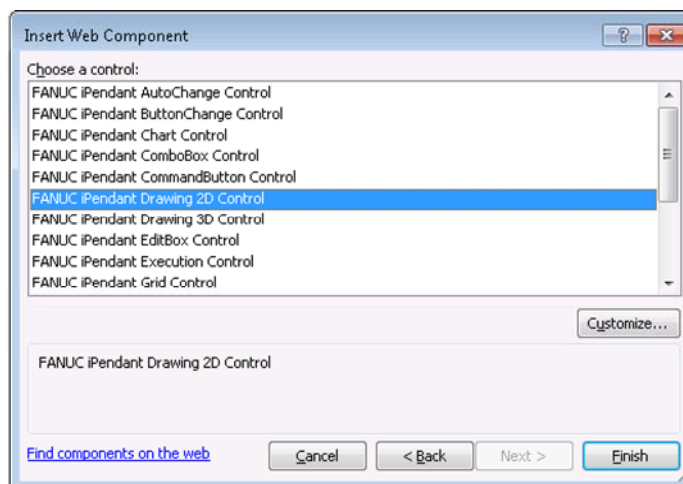 Insert Web Component
Choose a control:
FANUC iPendant AutoChange Control
FANUC iPendant ButtonChange Control
FANUC iPendant Chart Control
FANUC iPendant ComboBox Control
FANUC iPendant CommandButton Control
FANUC iPendant Drawing 2D Control
FANUC iPendant Drawing 3D Control
FANUC iPendant EditBox Control
FANUC iPendant Execution Control
FANUC iPendant Grid Control
Customize...
FANUC iPendant Drawing 2D Control
Find components on the web
Cancel
< Back
Next >
Finish